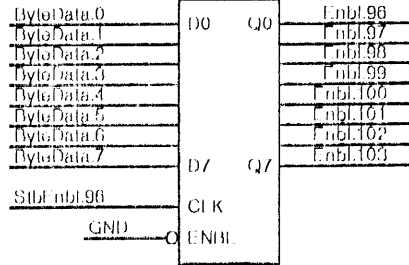 ByteData.0 D0 Q0 Enbl.96
ByteData.1 Enbl.97
ByteData.2 Enbl.98
ByteData.3 Enbl.99
ByteData.4 Enbl.100
ByteData.5 Enbl.101
ByteData.6 Enbl.102
ByteData.7 D7 Q7 Enbl.103
StbEnbl.96 CLK
GND ENBL